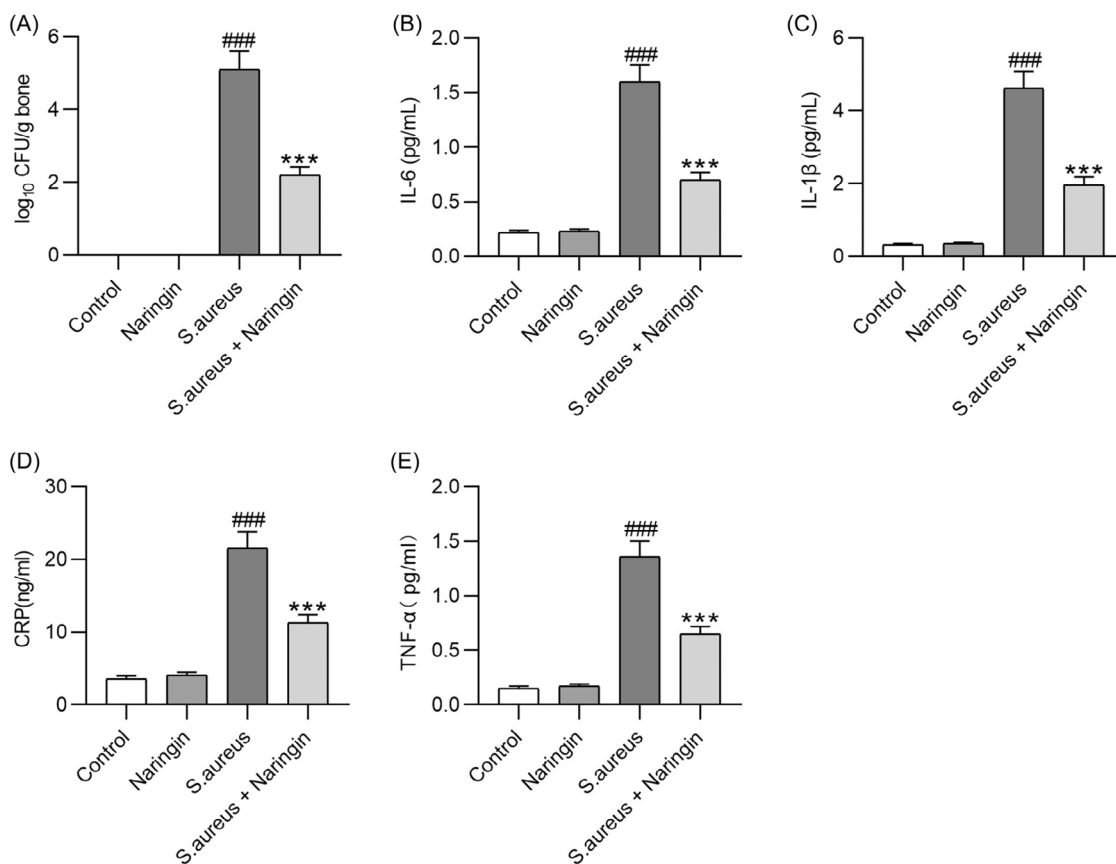 (A)
log₁₀ CFU/g bone
6
4
2
0
###
***
Control
Naringin
S.aureus
S.aureus + Naringin
(B)
IL-6 (pg/mL)
2.0
1.5
1.0
0.5
0.0
###
***
Control
Naringin
S.aureus
S.aureus + Naringin
(C)
IL-1β (pg/mL)
6
4
2
0
###
***
Control
Naringin
S.aureus
S.aureus + Naringin
(D)
CRP(ng/ml)
30
20
10
0
###
***
Control
Naringin
S.aureus
S.aureus + Naringin
(E)
TNF-α( pg/ml)
2.0
1.5
1.0
0.5
0.0
###
***
Control
Naringin
S.aureus
S.aureus + Naringin